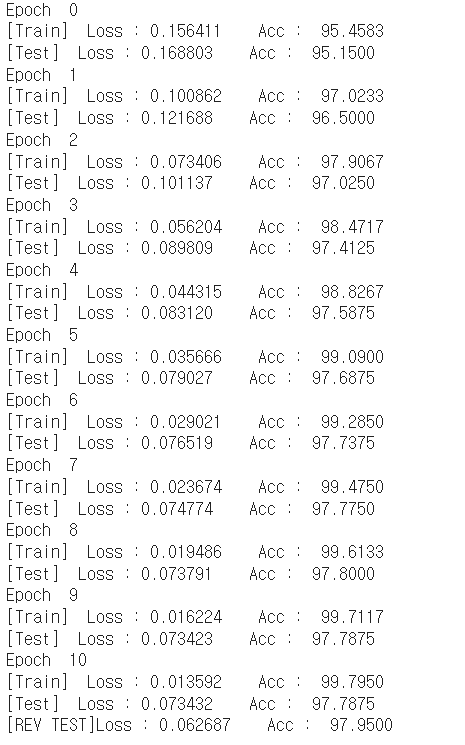 Epoch  0
[Train]  Loss : 0.156411    Acc :  95.4583
[Test]  Loss : 0.168803    Acc :  95.1500
Epoch  1
[Train]  Loss : 0.100862    Acc :  97.0233
[Test]  Loss : 0.121688    Acc :  96.5000
Epoch  2
[Train]  Loss : 0.073406    Acc :  97.9067
[Test]  Loss : 0.101137    Acc :  97.0250
Epoch  3
[Train]  Loss : 0.056204    Acc :  98.4717
[Test]  Loss : 0.089809    Acc :  97.4125
Epoch  4
[Train]  Loss : 0.044315    Acc :  98.8267
[Test]  Loss : 0.083120    Acc :  97.5875
Epoch  5
[Train]  Loss : 0.035666    Acc :  99.0900
[Test]  Loss : 0.079027    Acc :  97.6875
Epoch  6
[Train]  Loss : 0.029021    Acc :  99.2850
[Test]  Loss : 0.076519    Acc :  97.7375
Epoch  7
[Train]  Loss : 0.023674    Acc :  99.4750
[Test]  Loss : 0.074774    Acc :  97.7750
Epoch  8
[Train]  Loss : 0.019486    Acc :  99.6133
[Test]  Loss : 0.073791    Acc :  97.8000
Epoch  9
[Train]  Loss : 0.016224    Acc :  99.7117
[Test]  Loss : 0.073423    Acc :  97.7875
Epoch  10
[Train]  Loss : 0.013592    Acc :  99.7950
[Test]  Loss : 0.073432    Acc :  97.7875
[REV TEST]Loss : 0.062687    Acc :  97.9500